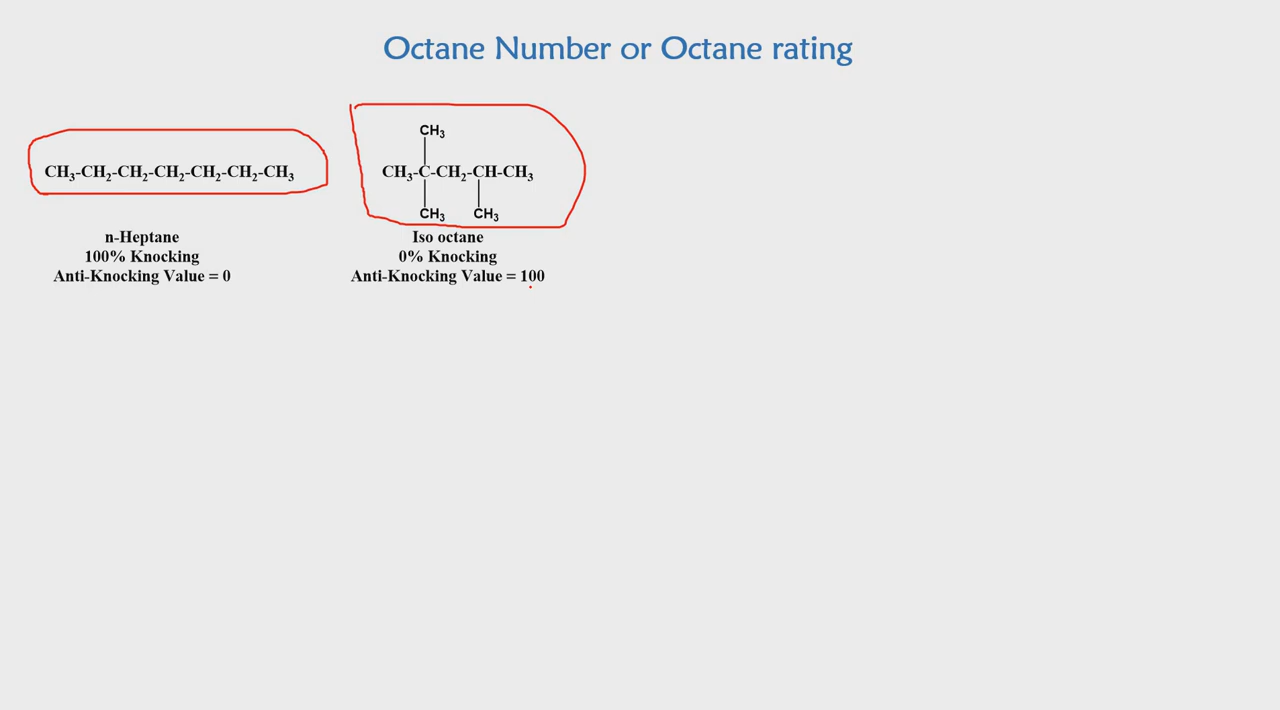 Octane Number or Octane rating
CH3-CH2-CH2-CH2-CH2-CH2-CH3
n-Heptane
100% Knocking
Anti-Knocking Value = 0
CH3
CH3-C-CH2-CH-CH3
CH3 CH3
Iso octane
0% Knocking
Anti-Knocking Value = 100